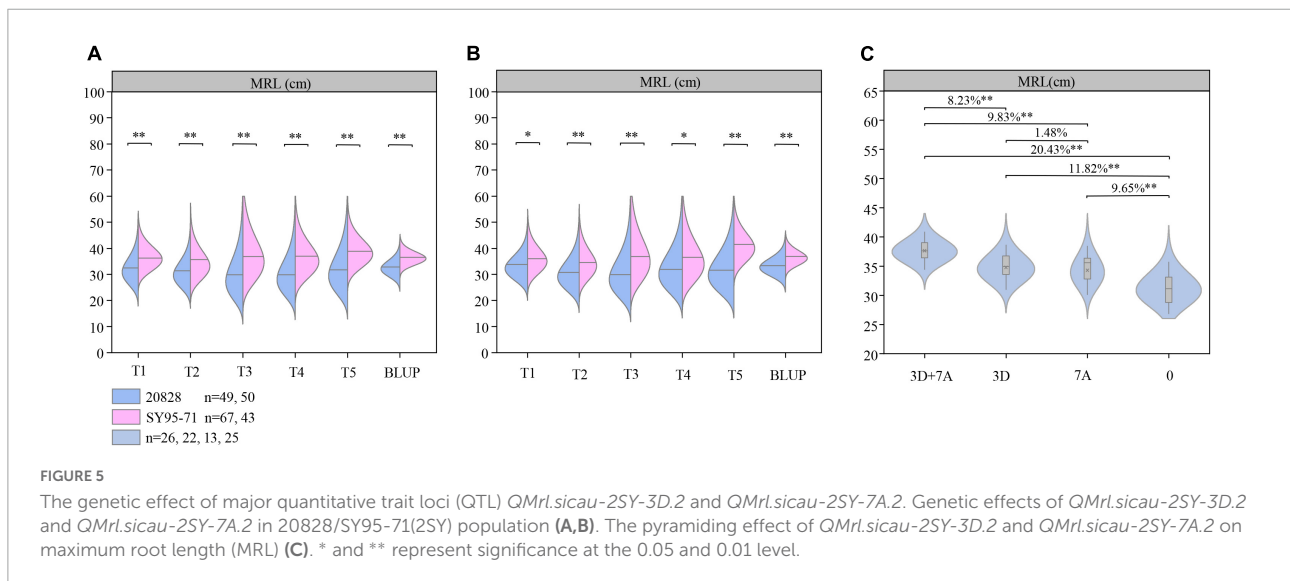 A
MRL (cm)
100
90
80
70
60
50
40
30
20
10
0
** ** ** ** ** **
T1 T2 T3 T4 T5 BLUP
B
MRL (cm)
100
90
80
70
60
50
40
30
20
10
0
* ** ** * ** **
T1 T2 T3 T4 T5 BLUP
C
MRL(cm)
65
60
55
50
45
40
35
30
25
20
8.23%**
9.83%**
1.48%
20.43%**
11.82%**
9.65%**
3D+7A 3D 7A 0
20828 n=49, 50
SY95-71 n=67, 43
n=26, 22, 13, 25
FIGURE 5
The genetic effect of major quantitative trait loci (QTL) QMrl.sicau-2SY-3D.2 and QMrl.sicau-2SY-7A.2. Genetic effects of QMrl.sicau-2SY-3D.2
and QMrl.sicau-2SY-7A.2 in 20828/SY95-71(2SY) population (A,B). The pyramiding effect of QMrl.sicau-2SY-3D.2 and QMrl.sicau-2SY-7A.2 on
maximum root length (MRL) (C). * and ** represent significance at the 0.05 and 0.01 level.